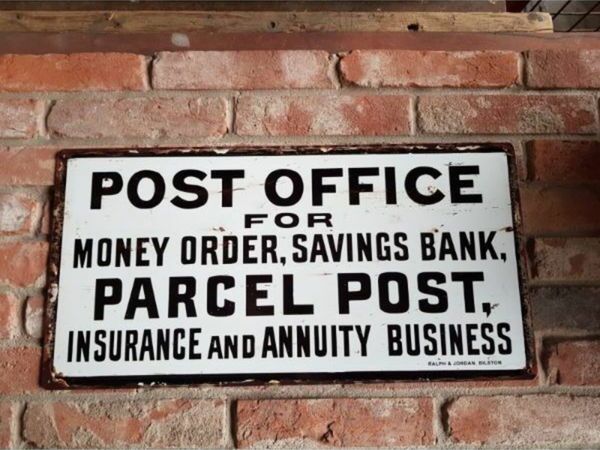 POST OFFICE
FOR
MONEY ORDER, SAVINGS BANK,
PARCEL POST,
INSURANCE AND ANNUITY BUSINESS
RALPH & JORDAN BILSTON